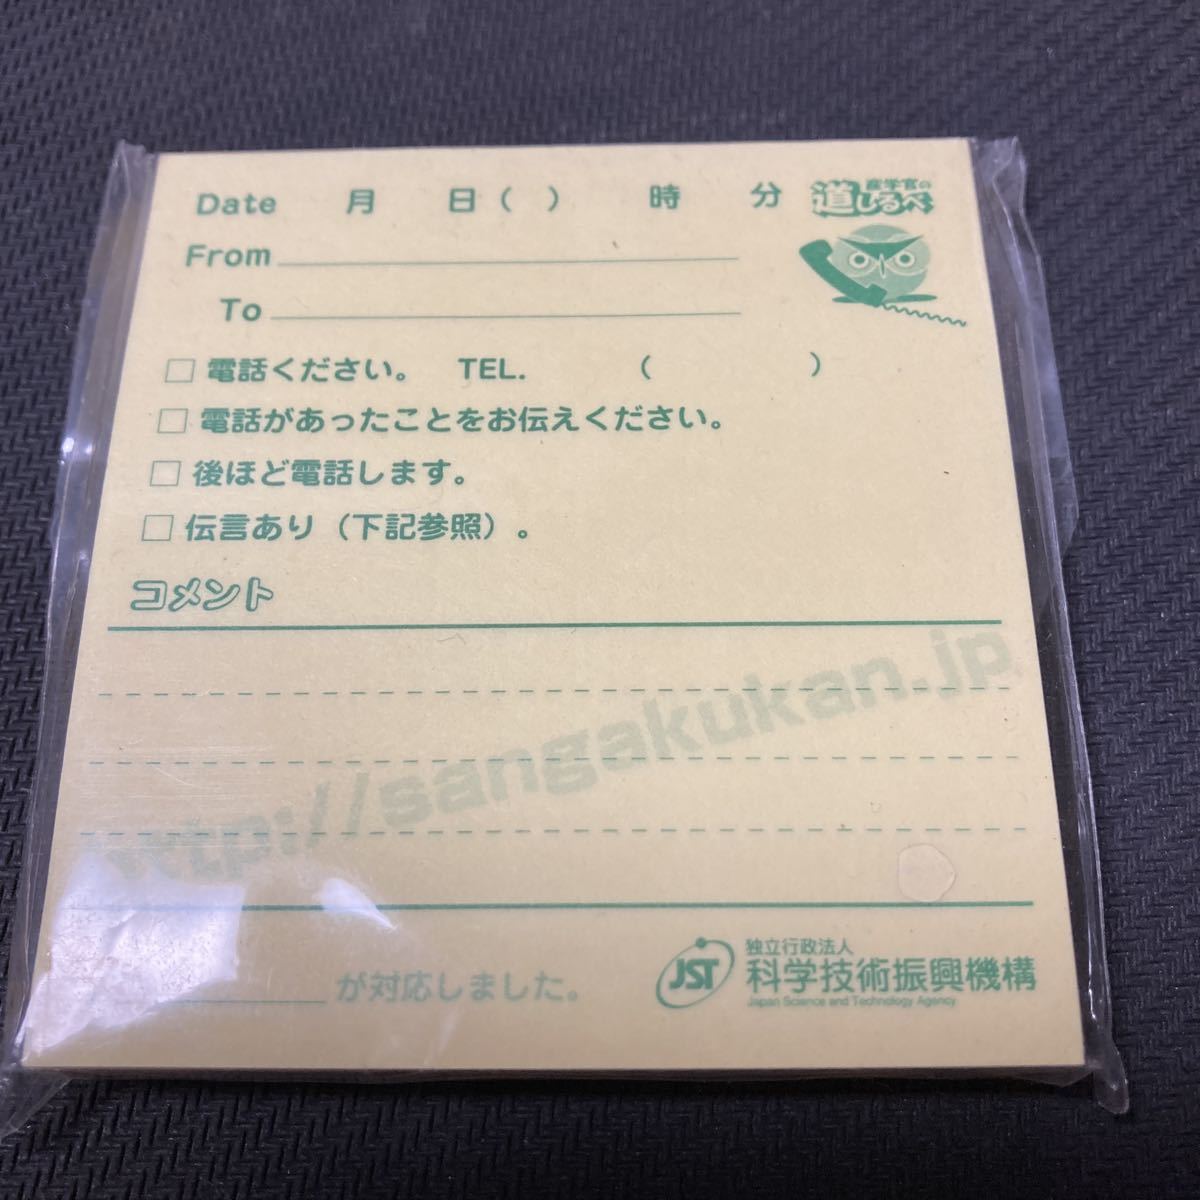 産学官の
道しるべ
Date 月 日( ) 時 分
From
To
□ 電話ください。 TEL. ( )
□ 電話があったことをお伝えください。
□ 後ほど電話します。
□ 伝言あり（下記参照）。
コメント
http://sangakukan.jp
が対応しました。
JST
独立行政法人
科学技術振興機構
Japan Science and Technology Agency